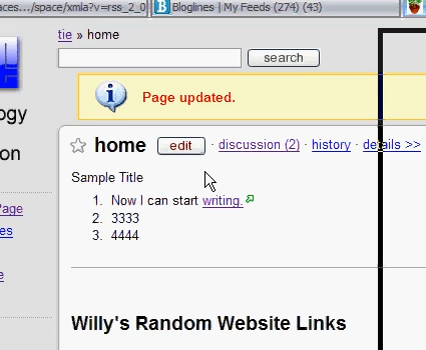 aces.../space/xmla?v=rss_2_0 Bloglines | My Feeds (274) (43)
tie » home
search
ogy
Page updated.
on
home edit · discussion (2) · history · details >>
Sample Title
1. Now I can start writing.
Page
2. 3333
es
3. 4444
e
Willy's Random Website Links